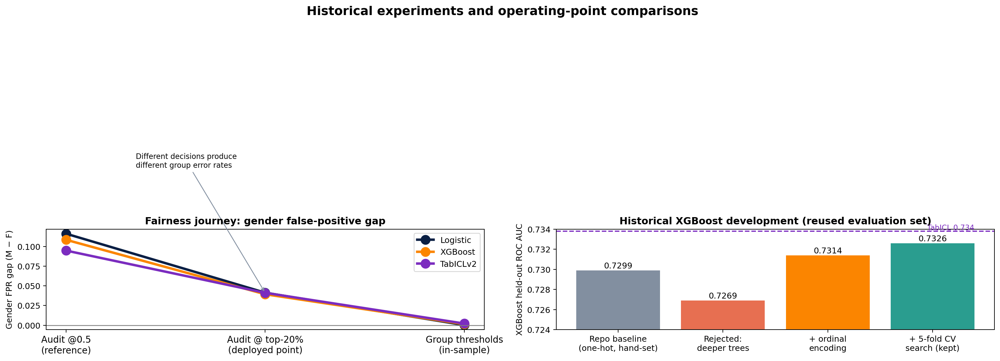 Historical experiments and operating-point comparisons
Different decisions produce
different group error rates
Fairness journey: gender false-positive gap
Gender FPR gap (M − F)
0.100
0.075
0.050
0.025
0.000
Logistic
XGBoost
TabICLv2
Audit @0.5
(reference)
Audit @ top-20%
(deployed point)
Group thresholds
(in-sample)
Historical XGBoost development (reused evaluation set)
TabICL 0.734
XGBoost held-out ROC AUC
0.734
0.732
0.730
0.728
0.726
0.724
0.7299
0.7269
0.7314
0.7326
Repo baseline
(one-hot, hand-set)
Rejected:
deeper trees
+ ordinal
encoding
+ 5-fold CV
search (kept)